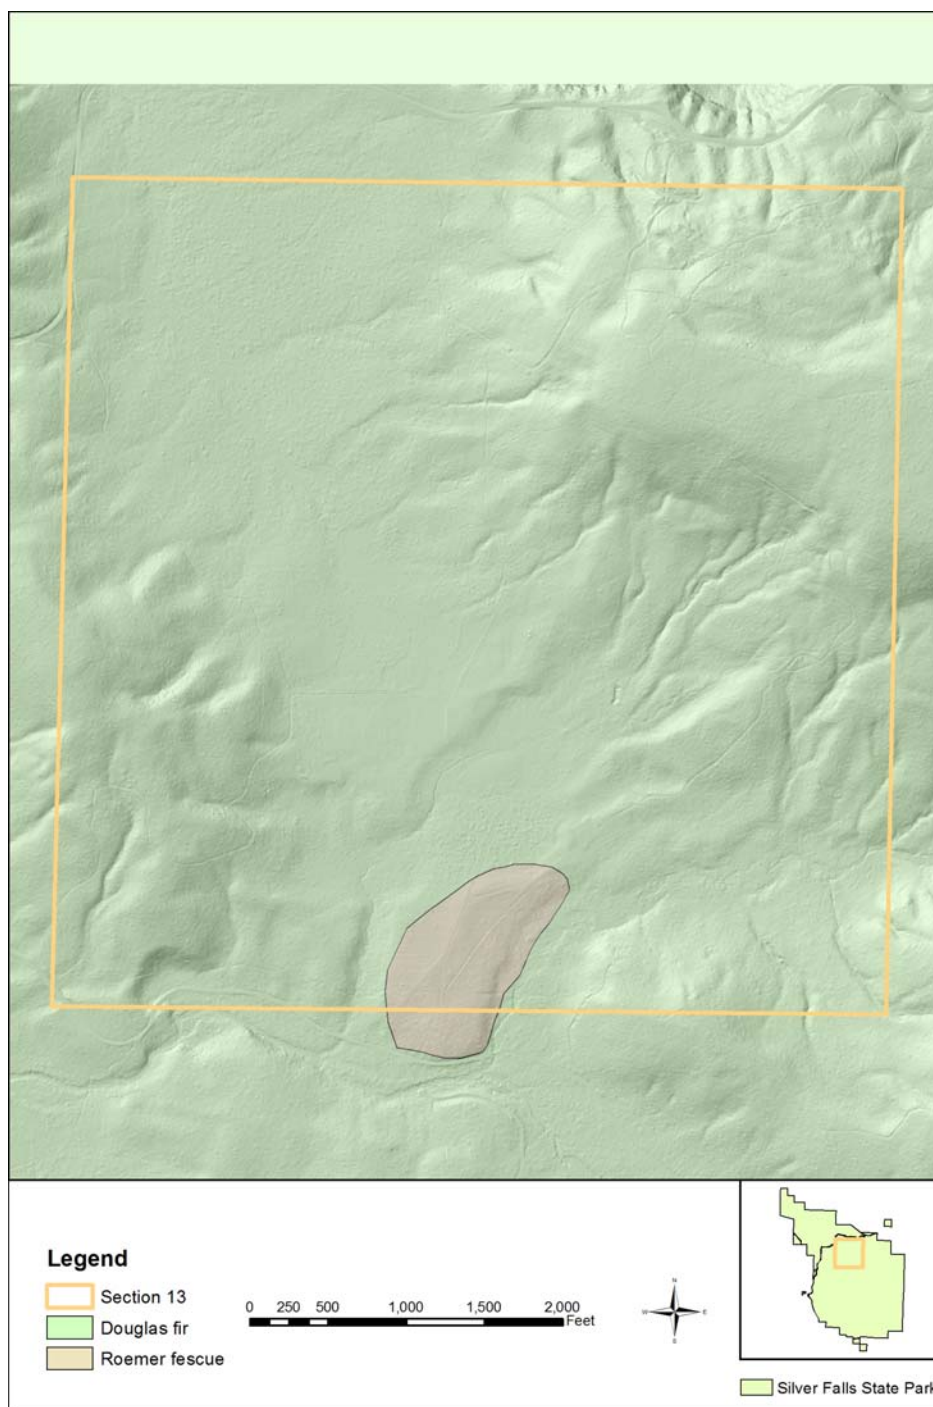 Legend
Section 13
Douglas fir
Roemer fescue
0 250 500 1,000 1,500 2,000
Feet
N
W E
S
Silver Falls State Park